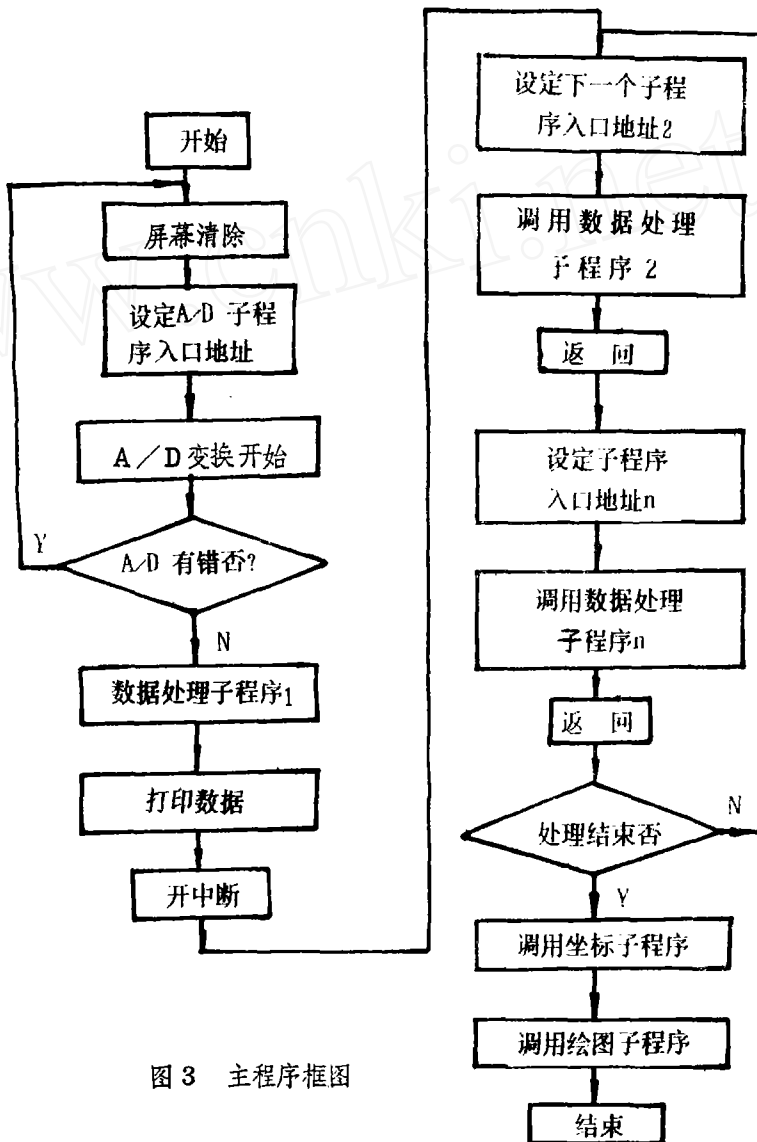 开始
屏幕清除
设定A/D 子程
序入口地址
A/D变换开始
A/D 有错否?
Y
N
数据处理子程序1
打印数据
开中断
设定下一个子程
序入口地址2
调用数据处理
子程序 2
返 回
设定子程序
入口地址n
调用数据处理
子程序n
返 回
处理结束否
N
Y
调用坐标子程序
调用绘图子程序
结束
图 3 主程序框图
www.cnki.net